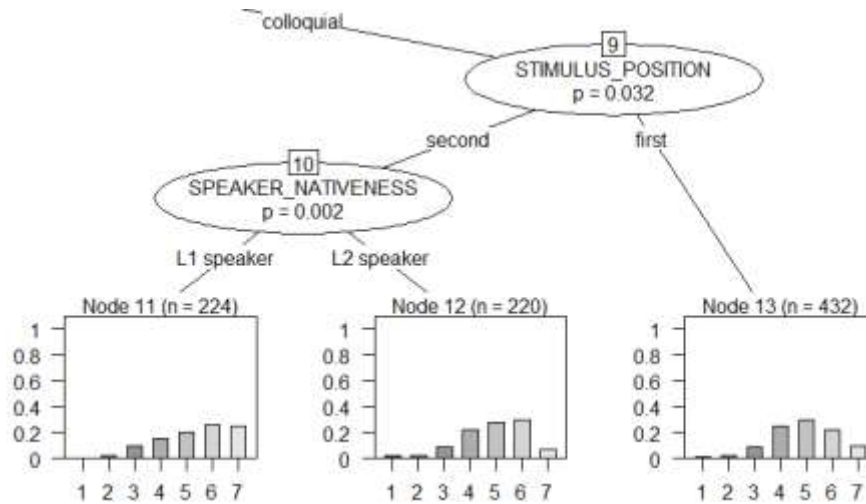 colloquial
9
STIMULUS_POSITION
p = 0.032
second
first
10
SPEAKER_NATIVENESS
p = 0.002
L1 speaker
L2 speaker
Node 11 (n = 224)
1
0.8
0.6
0.4
0.2
0
1 2 3 4 5 6 7
Node 12 (n = 220)
1
0.8
0.6
0.4
0.2
0
1 2 3 4 5 6 7
Node 13 (n = 432)
1
0.8
0.6
0.4
0.2
0
1 2 3 4 5 6 7